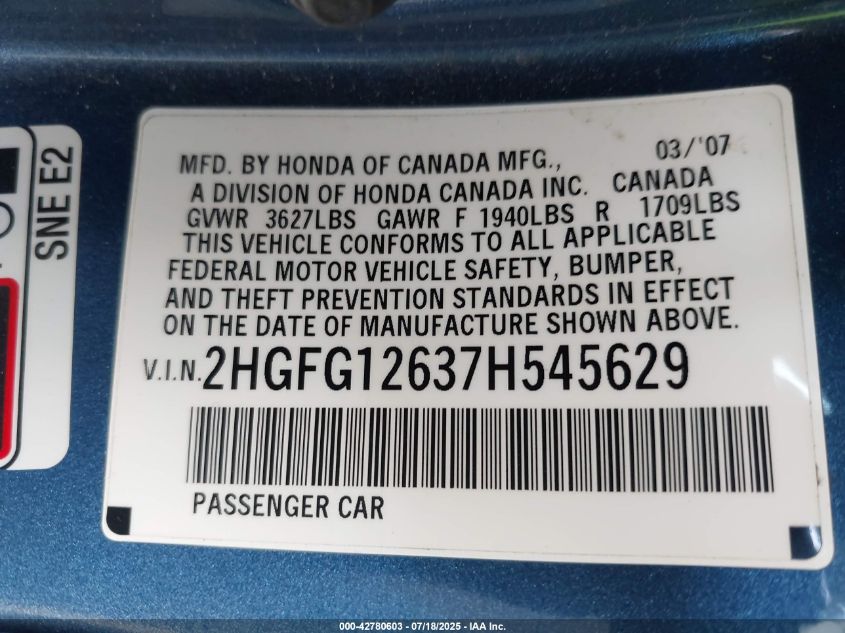 SNE E2
MFD. BY HONDA OF CANADA MFG., 03/'07
A DIVISION OF HONDA CANADA INC. CANADA
GVWR 3627LBS GAWR F 1940LBS R 1709LBS
THIS VEHICLE CONFORMS TO ALL APPLICABLE
FEDERAL MOTOR VEHICLE SAFETY, BUMPER,
AND THEFT PREVENTION STANDARDS IN EFFECT
ON THE DATE OF MANUFACTURE SHOWN ABOVE.
V.I.N. 2HGFG12637H545629
PASSENGER CAR
000-42780603 - 07/18/2025 - IAA Inc.